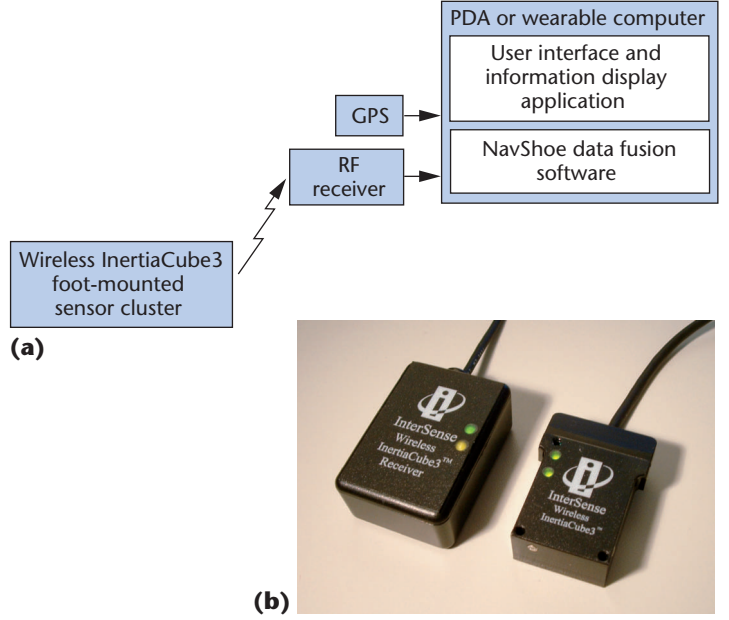 PDA or wearable computer
User interface and
information display
application
GPS
NavShoe data fusion
software
RF
receiver
Wireless InertiaCube3
foot-mounted
sensor cluster
(a)
InterSense
Wireless
InertiaCube3™
Receiver
InterSense
Wireless
InertiaCube3™
(b)